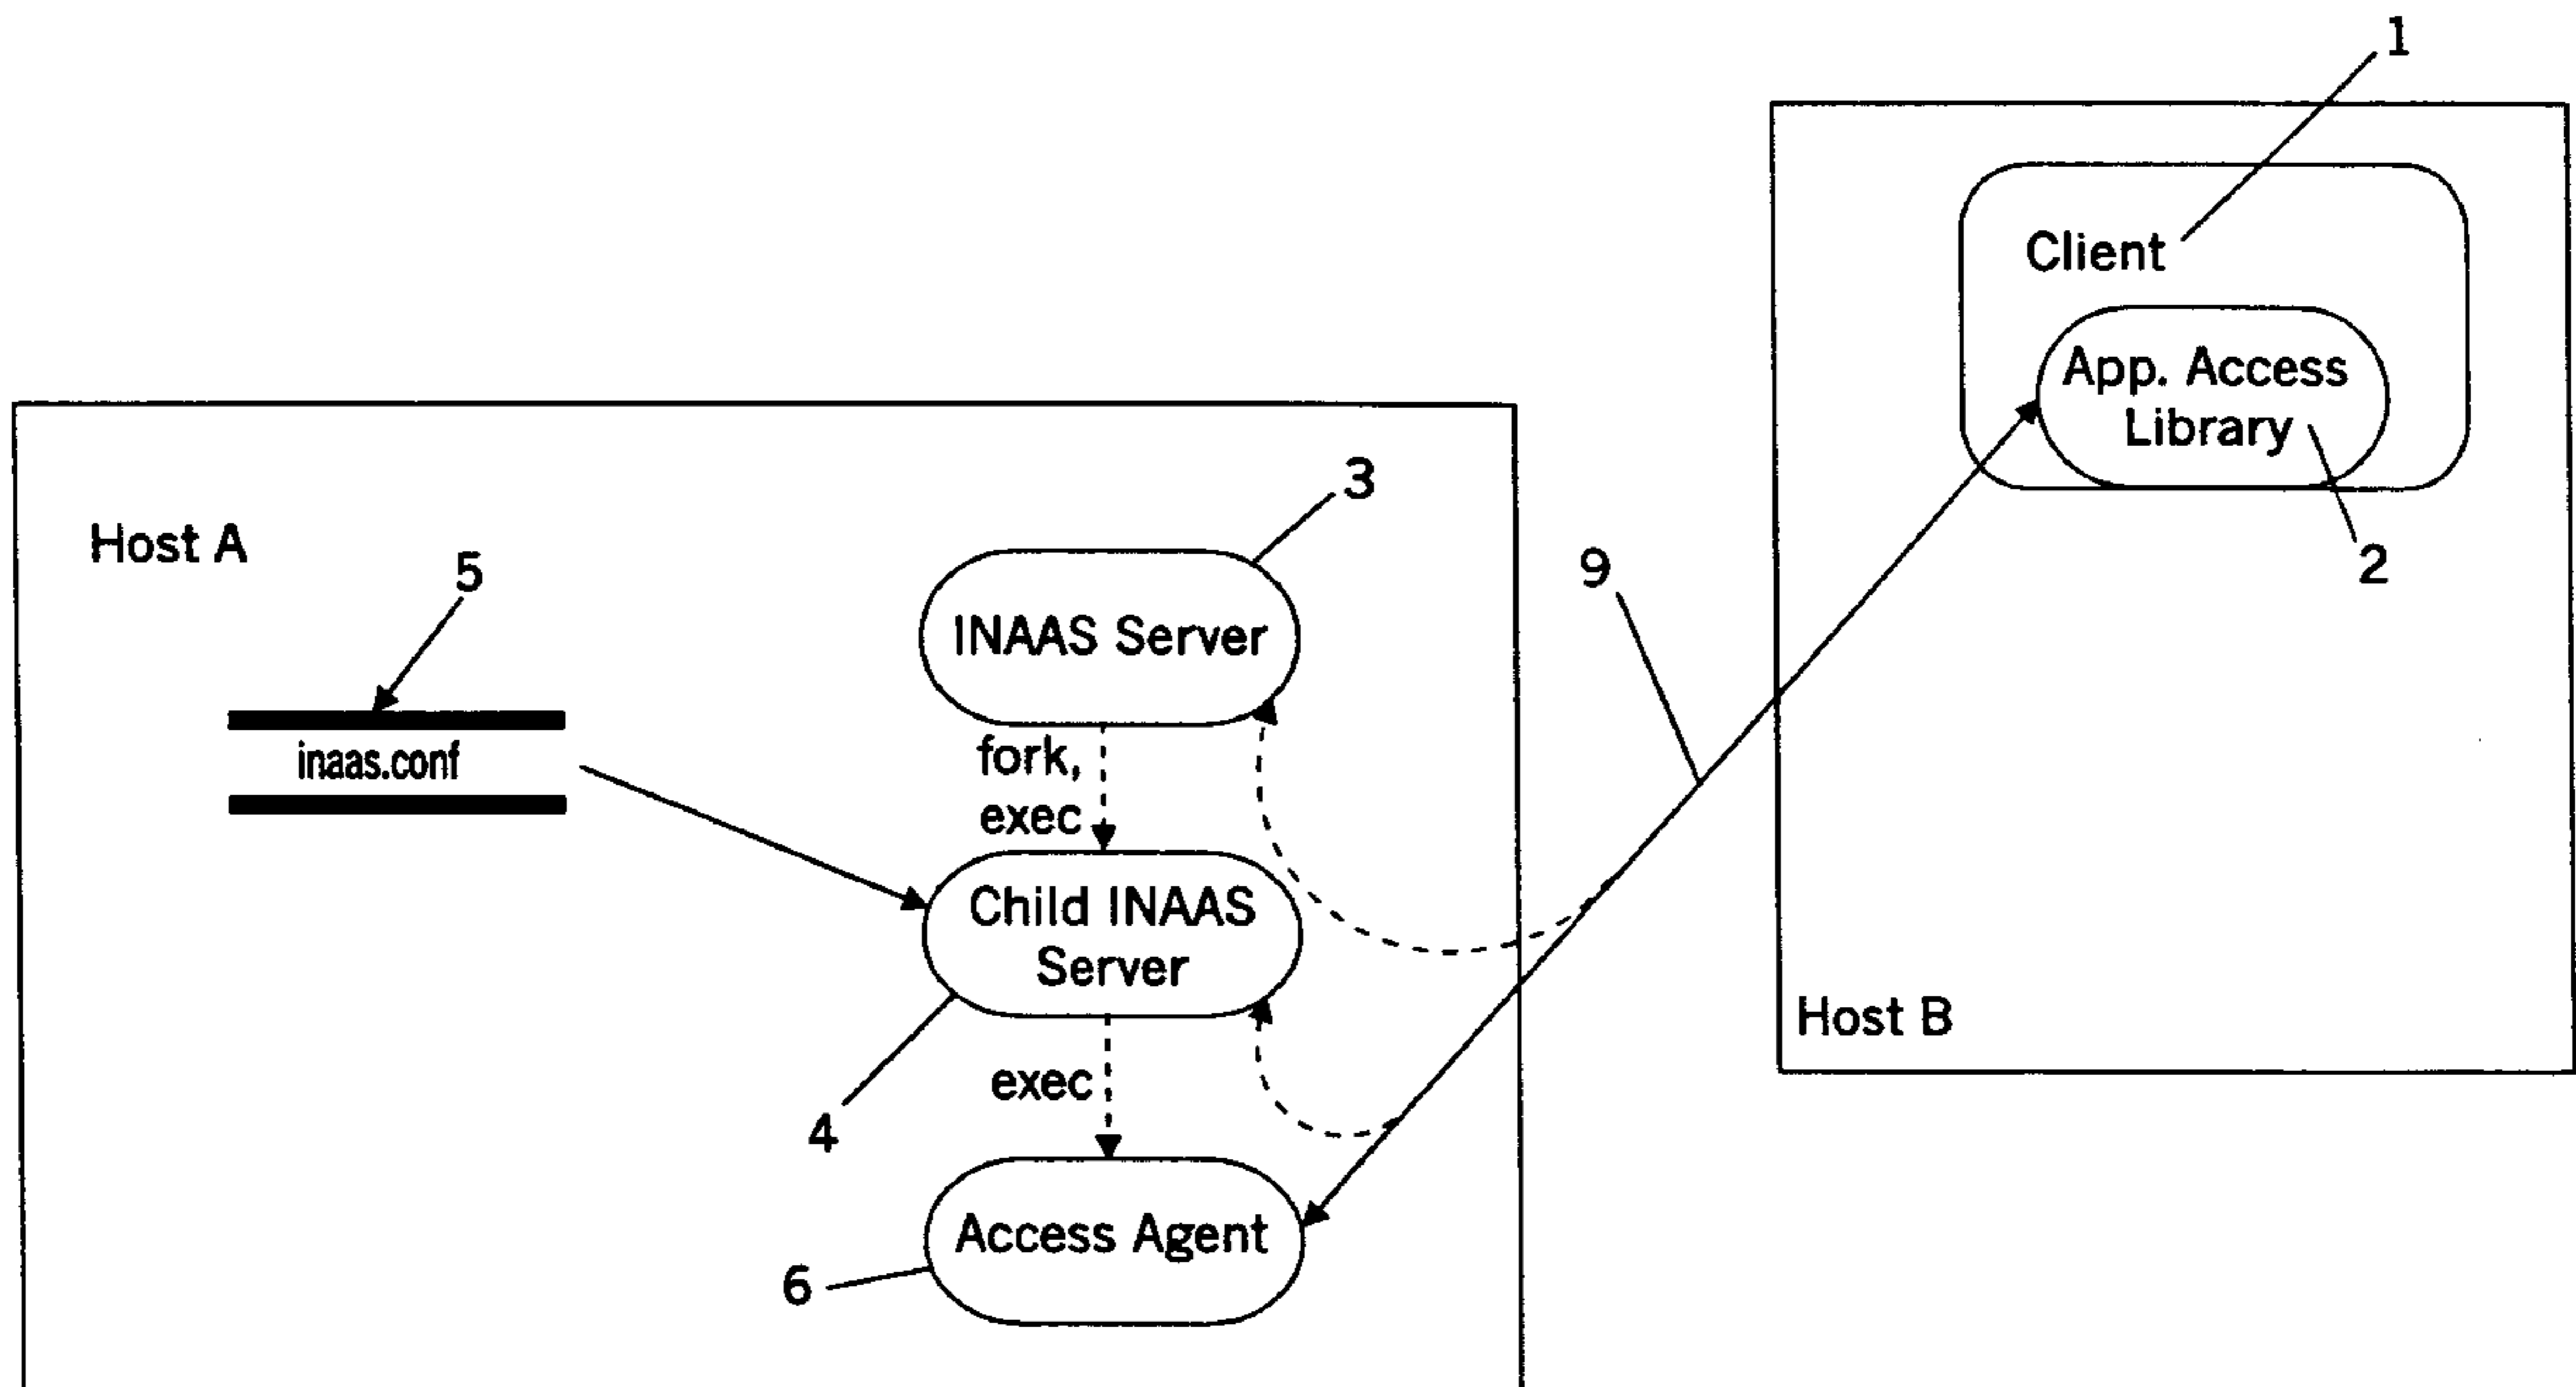 1
Client
App. Access
Library
2
Host B
Host A
5
inaas.conf
3
INAAS Server
fork,
exec
Child INAAS
Server
4
exec
Access Agent
6
9